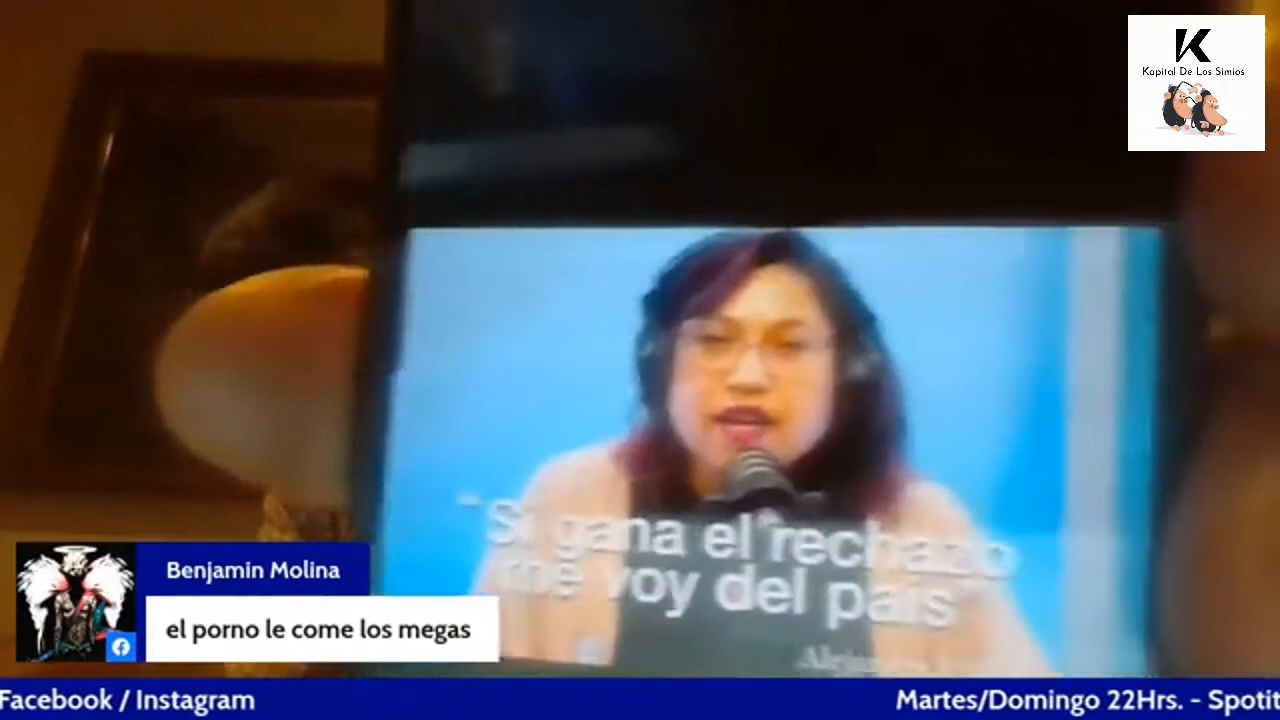 K
Kapital De Los Simios
"Si gana el rechazo
me voy del país
Benjamin Molina
el porno le come los megas
Facebook / Instagram
Martes/Domingo 22Hrs. - Spotit